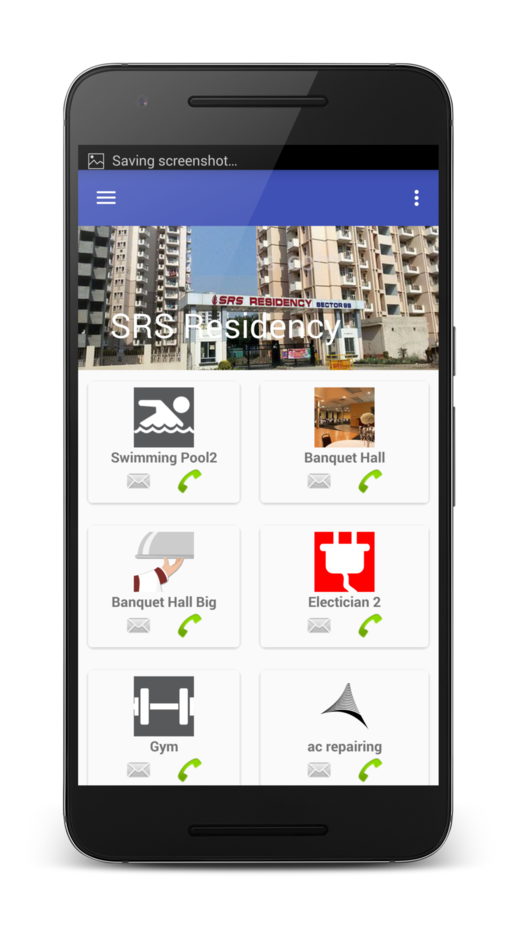 Saving screenshot...
SRS RESIDENCY SECTOR 88
SRS Residency
Swimming Pool2
Banquet Hall
Banquet Hall Big
Electician 2
Gym
ac repairing